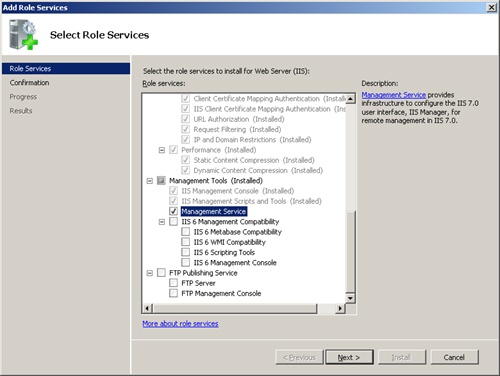 Add Role Services
Select Role Services
Role Services
Confirmation
Progress
Results
Select the role services to install for Web Server (IIS):
Role services:
Client Certificate Mapping Authentication (Install
IIS Client Certificate Mapping Authentication (Ins
URL Authorization (Installed)
Request Filtering (Installed)
IP and Domain Restrictions (Installed)
Performance (Installed)
Static Content Compression (Installed)
Dynamic Content Compression (Installed)
Management Tools (Installed)
IIS Management Console (Installed)
IIS Management Scripts and Tools (Installed)
Management Service
IIS 6 Management Compatibility
IIS 6 Metabase Compatibility
IIS 6 WMI Compatibility
IIS 6 Scripting Tools
IIS 6 Management Console
FTP Publishing Service
FTP Server
FTP Management Console
More about role services
Description:
Management Service provides
infrastructure to configure the IIS 7.0
user interface, IIS Manager, for
remote management in IIS 7.0.
< Previous
Next >
Install
Cancel